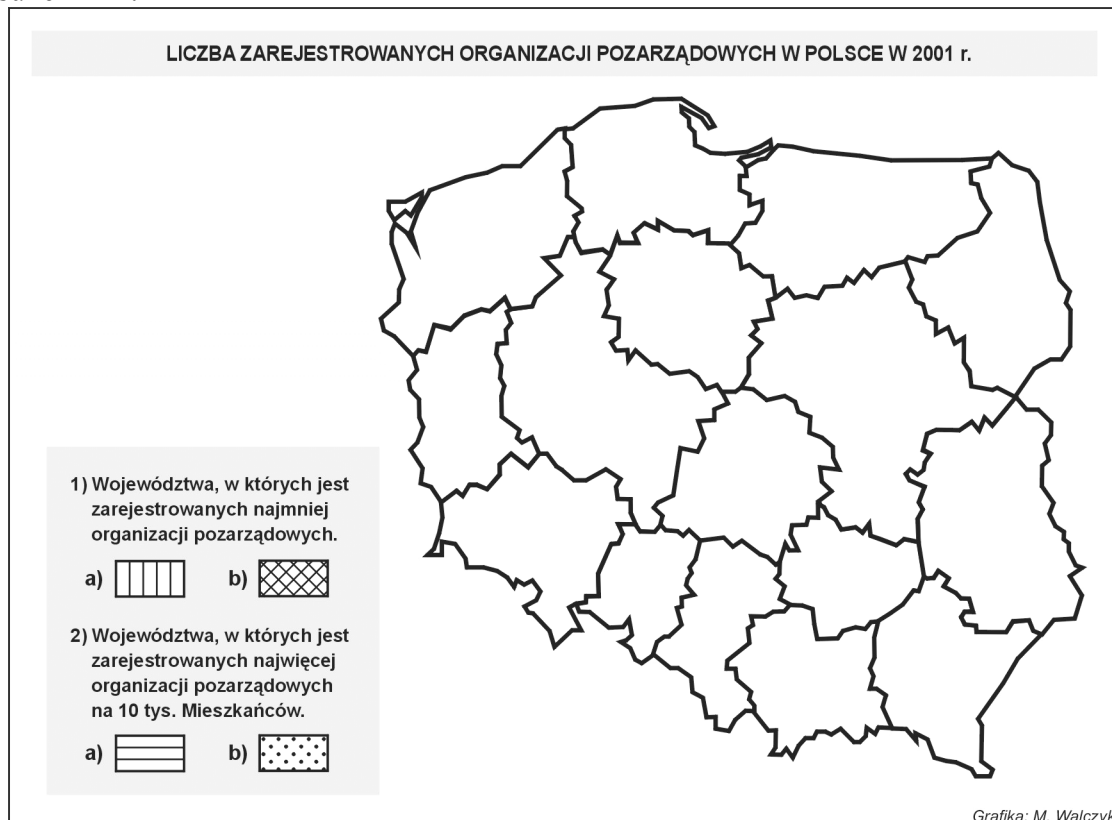 LICZBA ZAREJESTROWANYCH ORGANIZACJI POZARZĄDOWYCH W POLSCE W 2001 r.
1) Województwa, w których jest
zarejestrowanych najmniej
organizacji pozarządowych.
a) b)
2) Województwa, w których jest
zarejestrowanych najwięcej
organizacji pozarządowych
na 10 tys. Mieszkańców.
a) b)
Grafika: M. Walczyk